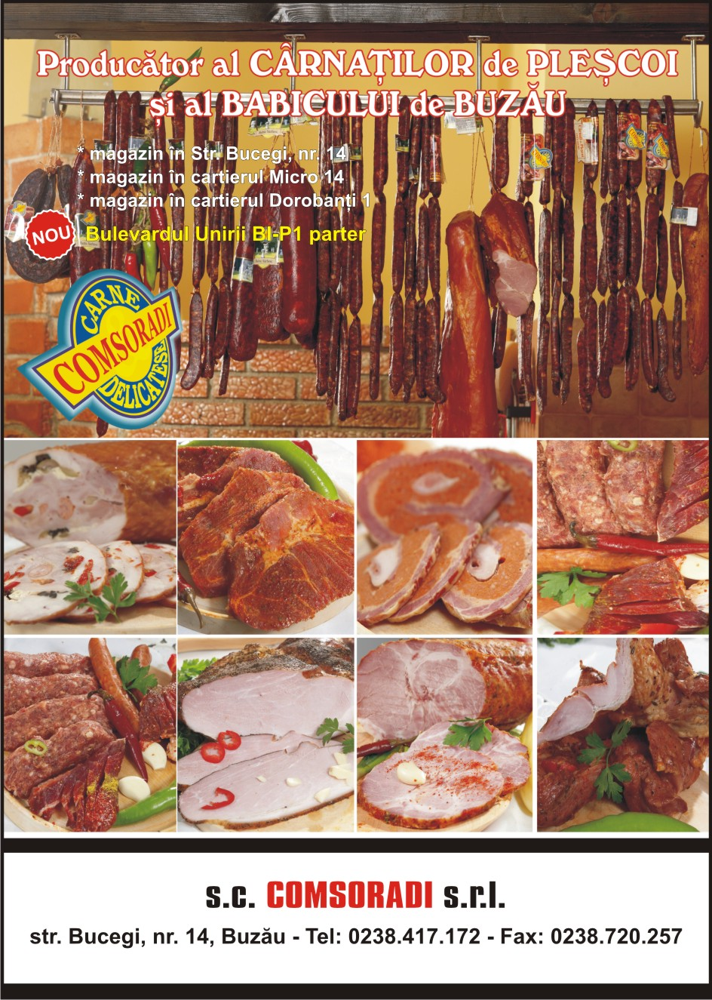 Producător al CÂRNAȚILOR de PLEȘCOI
și al BABICULUI de BUZĂU
* magazin în Str. Bucegi, nr. 14
* magazin în cartierul Micro 14
* magazin în cartierul Dorobanți 1
NOU
Bulevardul Unirii Bl-P1 parter
CARNE
COMSORADI
DELICATESE
s.c. COMSORADI s.r.l.
str. Bucegi, nr. 14, Buzău - Tel: 0238.417.172 - Fax: 0238.720.257